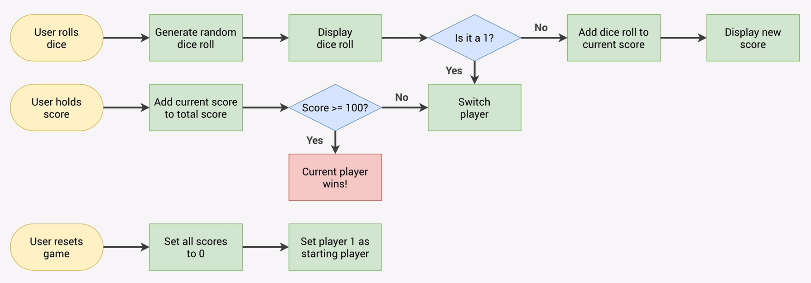 User rolls
dice
Generate random
dice roll
Display
dice roll
Is it a 1?
No
Add dice roll to
current score
Display new
score
Yes
User holds
score
Add current score
to total score
Score >= 100?
No
Switch
player
Yes
Current player
wins!
User resets
game
Set all scores
to 0
Set player 1 as
starting player